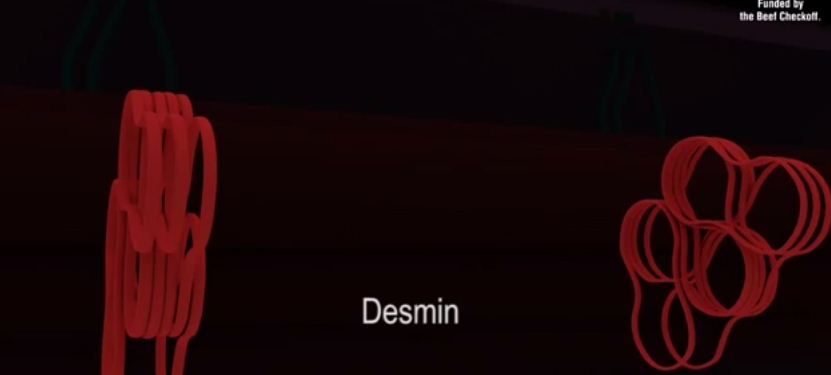 Funded by
the Beef Checkoff.
Desmin